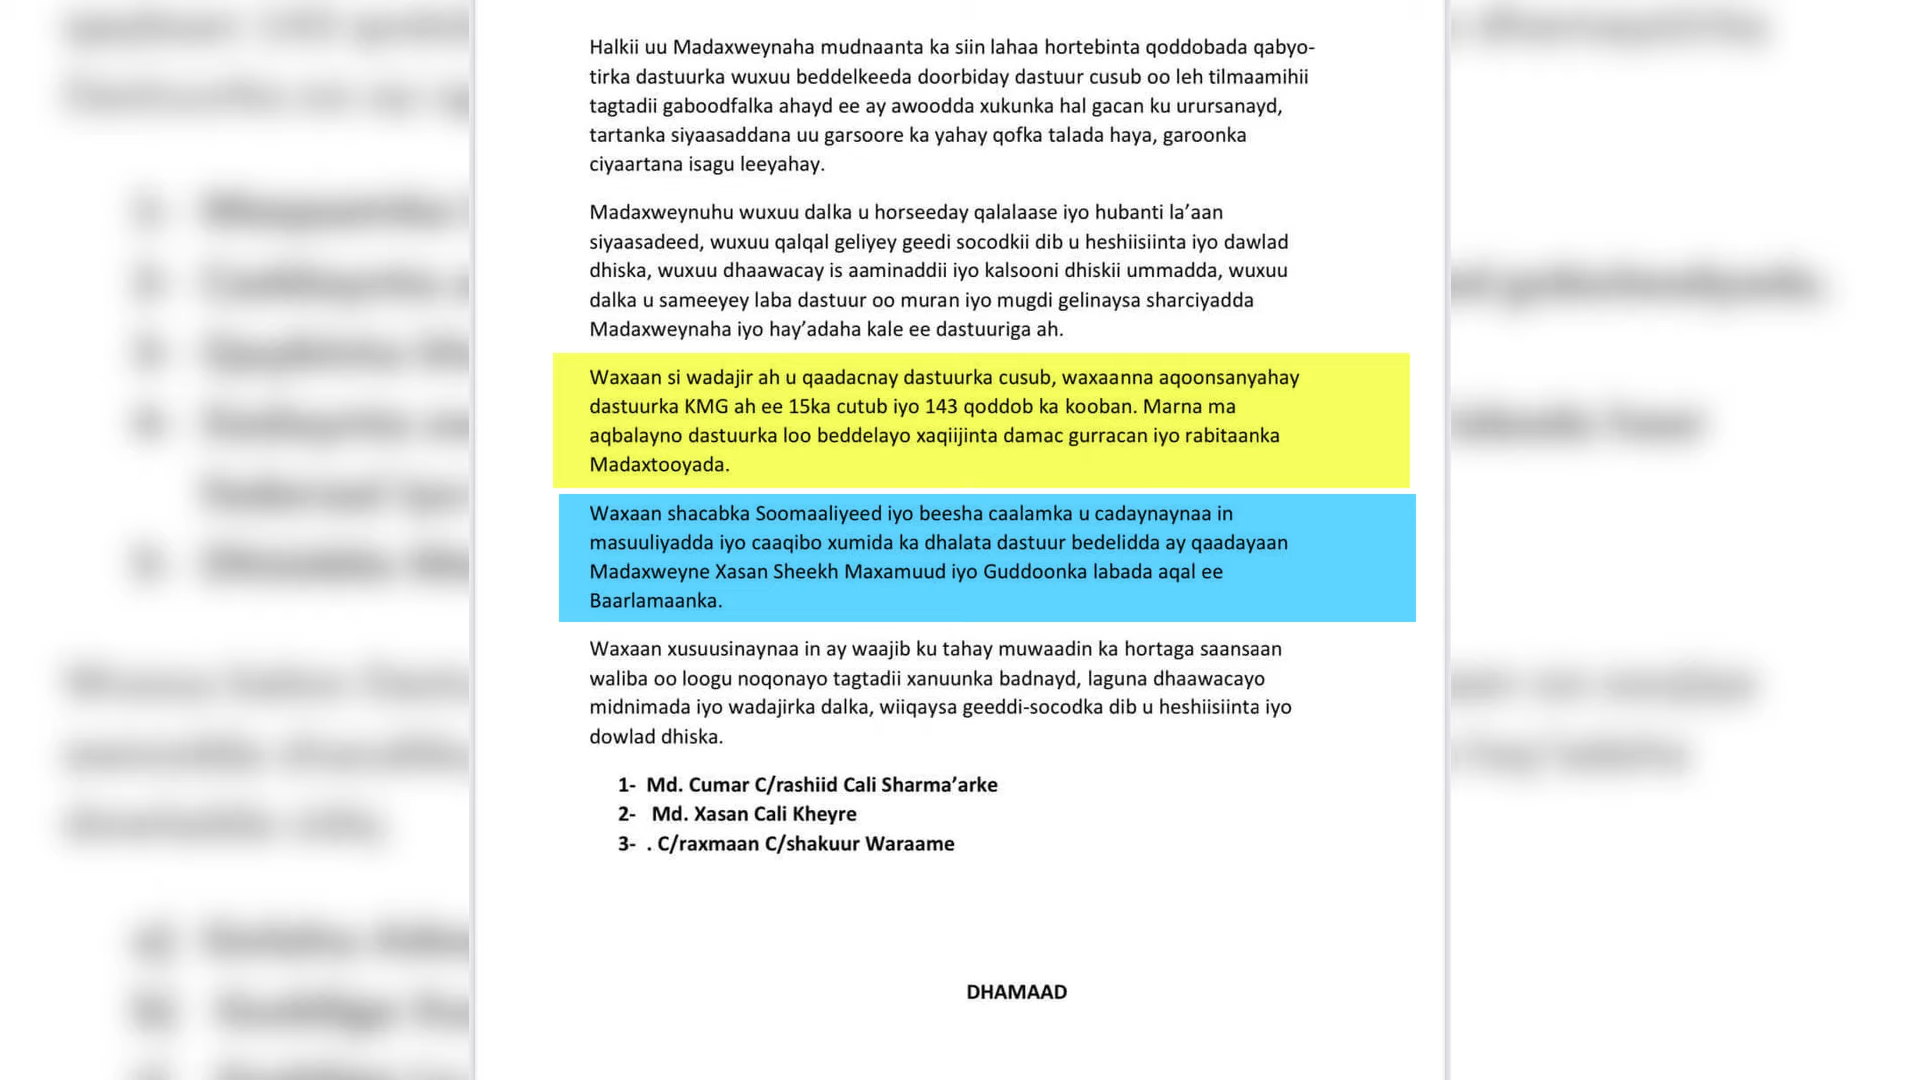 Halkii uu Madaxweynaha mudnaanta ka siin lahaa hortebinta qoddobada qabyo-
tirka dastuurka wuxuu beddelkeeda doorbiday dastuur cusub oo leh tilmaamihii
tagtadii gaboodfalka ahayd ee ay awoodda xukunka hal gacan ku urursanayd,
tartanka siyaasaddana uu garsoore ka yahay qofka talada haya, garoonka
ciyaartana isagu leeyahay.
Madaxweynuhu wuxuu dalka u horseeday qalalaase iyo hubanti la’aan
siyaasadeed, wuxuu qalqal geliyey geedi socodkii dib u heshiisiinta iyo dawlad
dhiska, wuxuu dhaawacay is aaminaddii iyo kalsooni dhiskii ummadda, wuxuu
dalka u sameeyey laba dastuur oo muran iyo mugdi gelinaysa sharciyadda
Madaxweynaha iyo hay’adaha kale ee dastuuriga ah.
Waxaan si wadajir ah u qaadacnay dastuurka cusub, waxaanna aqoonsanyahay
dastuurka KMG ah ee 15ka cutub iyo 143 qoddob ka kooban. Marna ma
aqbalayno dastuurka loo beddelayo xaqiijinta damac gurracan iyo rabitaanka
Madaxtooyada.
Waxaan shacabka Soomaaliyeed iyo beesha caalamka u cadaynaynaa in
masuuliyadda iyo caaqibo xumida ka dhalata dastuur bedelidda ay qaadayaan
Madaxweyne Xasan Sheekh Maxamuud iyo Guddoonka labada aqal ee
Baarlamaanka.
Waxaan xusuusinaynaa in ay waajib ku tahay muwaadin ka hortaga saansaan
waliba oo loogu noqonayo tagtadii xanuunka badnayd, laguna dhaawacayo
midnimada iyo wadajirka dalka, wiiqaysa geeddi-socodka dib u heshiisiinta iyo
dowlad dhiska.
1- Md. Cumar C/rashiid Cali Sharma’arke
2- Md. Xasan Cali Kheyre
3- . C/raxmaan C/shakuur Waraame
DHAMAAD